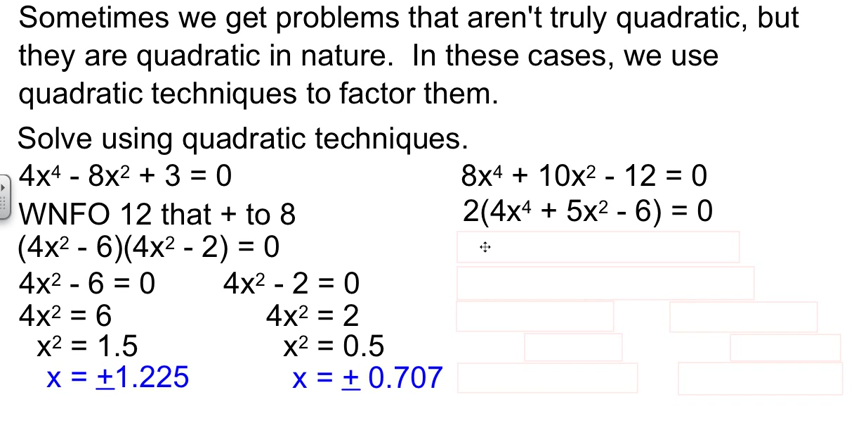 Sometimes we get problems that aren't truly quadratic, but
they are quadratic in nature.  In these cases, we use
quadratic techniques to factor them.
Solve using quadratic techniques.
4x⁴ - 8x² + 3 = 0
WNFO 12 that + to 8
(4x² - 6)(4x² - 2) = 0
4x² - 6 = 0 4x² - 2 = 0
4x² = 6 4x² = 2
x² = 1.5 x² = 0.5
x = ±1.225 x = ± 0.707
8x⁴ + 10x² - 12 = 0
2(4x⁴ + 5x² - 6) = 0